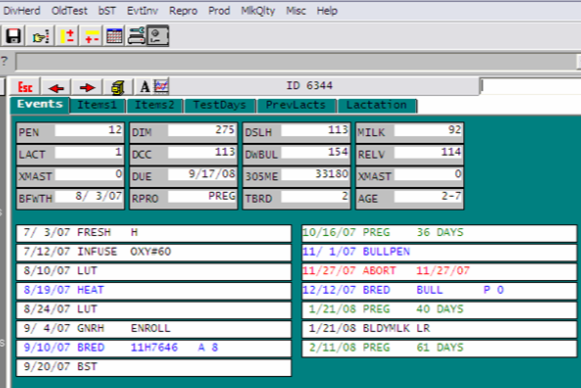 DivHerd OldTest bST EvtInv Repro Prod MlkQlty Misc Help
?
Esc A ID 6344
Events Items1 Items2 TestDays PrevLacts Lactation
PEN 12 DIM 275 DSLH 113 MILK 92
LACT 1 DCC 113 DWBUL 154 RELV 114
XMAST 0 DUE 9/17/08 305ME 33180 XMAST 0
BFWTH 8/ 3/07 RPRO PREG TBRD 2 AGE 2-7
7/ 3/07 FRESH H
7/12/07 INFUSE OXY#60
8/10/07 LUT
8/19/07 HEAT
8/24/07 LUT
9/ 4/07 GNRH ENROLL
9/10/07 BRED 11H7646 A 8
9/20/07 BST
10/16/07 PREG 36 DAYS
11/ 1/07 BULLPEN
11/27/07 ABORT 11/27/07
12/12/07 BRED BULL P 0
1/21/08 PREG 40 DAYS
1/21/08 BLDYMLK LR
2/11/08 PREG 61 DAYS